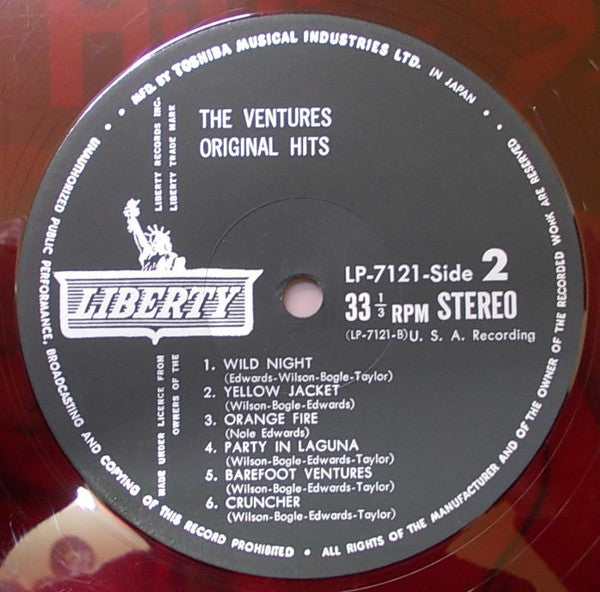 • MFD. BY TOSHIBA MUSICAL INDUSTRIES LTD. IN JAPAN •
THE VENTURES
ORIGINAL HITS
LIBERTY RECORDS INC.
LIBERTY TRADE MARK
LIBERTY
MADE UNDER LICENCE FROM
OWNERS OF THE
LP-7121-Side 2
33 1/3 RPM STEREO
(LP-7121-B) U. S. A. Recording
1. WILD NIGHT
(Edwards-Wilson-Bogle-Taylor)
2. YELLOW JACKET
(Wilson-Bogle-Edwards)
3. ORANGE FIRE
(Nole Edwards)
4. PARTY IN LAGUNA
(Wilson-Bogle-Edwards-Taylor)
5. BAREFOOT VENTURES
(Wilson-Bogle-Edwards-Taylor)
6. CRUNCHER
(Wilson-Bogle-Edwards-Taylor)
UNAUTHORIZED PUBLIC PERFORMANCE, BROADCASTING AND COPYING OF THIS RECORD PROHIBITED • ALL RIGHTS OF THE MANUFACTURER AND OF THE OWNER OF THE RECORDED WORK ARE RESERVED